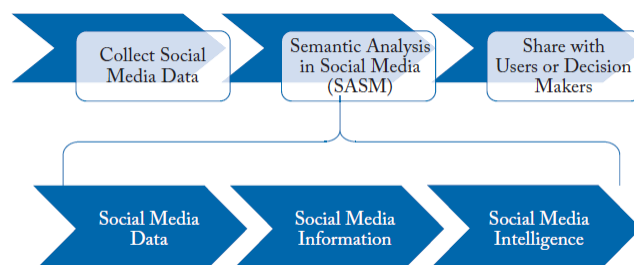 Collect Social
Media Data
Semantic Analysis
in Social Media
(SASM)
Share with
Users or Decision
Makers
Social Media
Data
Social Media
Information
Social Media
Intelligence